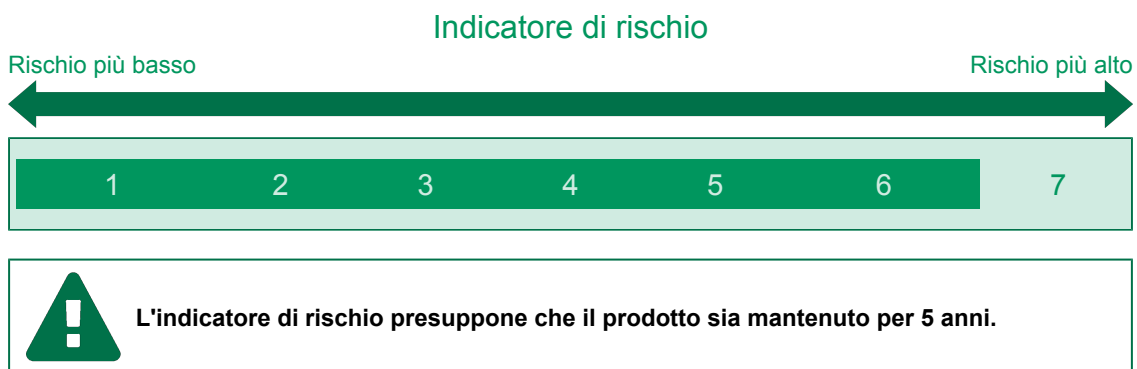 Indicatore di rischio
Rischio più basso Rischio più alto
1 2 3 4 5 6 7
L'indicatore di rischio presuppone che il prodotto sia mantenuto per 5 anni.